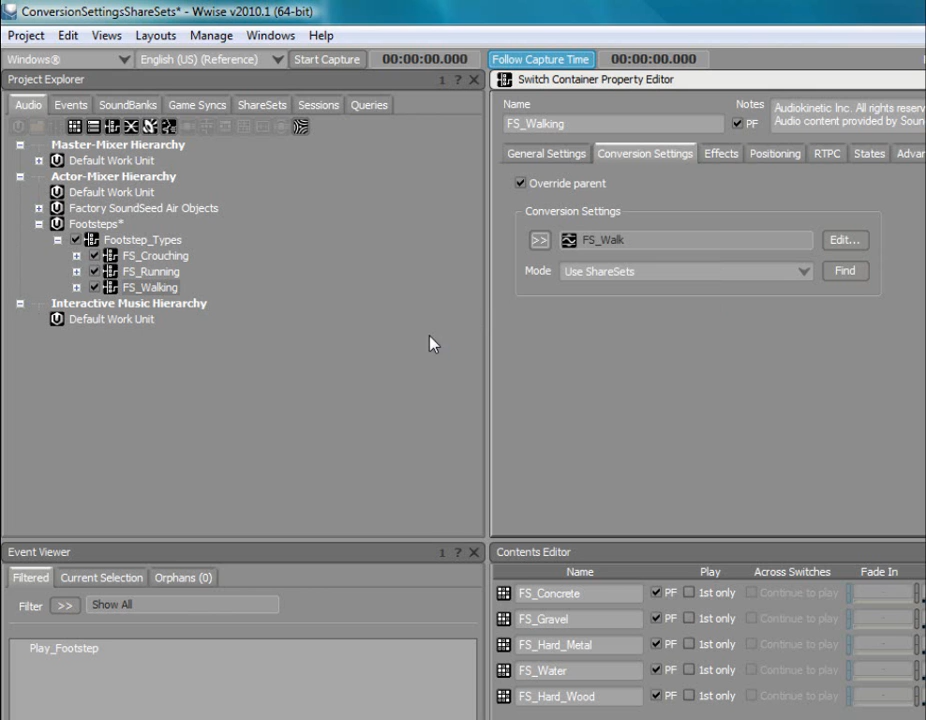 ConversionSettingsShareSets* - Wwise v2010.1 (64-bit)
Project Edit Views Layouts Manage Windows Help
Windows® English (US) (Reference) Start Capture 00:00:00.000 Follow Capture Time 00:00:00.000
Project Explorer 1 ?
Audio Events SoundBanks Game Syncs ShareSets Sessions Queries
Master-Mixer Hierarchy
Default Work Unit
Actor-Mixer Hierarchy
Default Work Unit
Factory SoundSeed Air Objects
Footsteps*
Footstep_Types
FS_Crouching
FS_Running
FS_Walking
Interactive Music Hierarchy
Default Work Unit
Switch Container Property Editor
Name Notes
FS_Walking PF
Audiokinetic Inc. All rights reserv
Audio content provided by Soun
General Settings Conversion Settings Effects Positioning RTPC States Advar
Override parent
Conversion Settings
>> FS_Walk Edit...
Mode Use ShareSets Find
Event Viewer 1 ?
Filtered Current Selection Orphans (0)
Filter >> Show All
Play_Footstep
Contents Editor
Name Play Across Switches Fade In
FS_Concrete PF 1st only Continue to play
FS_Gravel PF 1st only Continue to play
FS_Hard_Metal PF 1st only Continue to play
FS_Water PF 1st only Continue to play
FS_Hard_Wood PF 1st only Continue to play